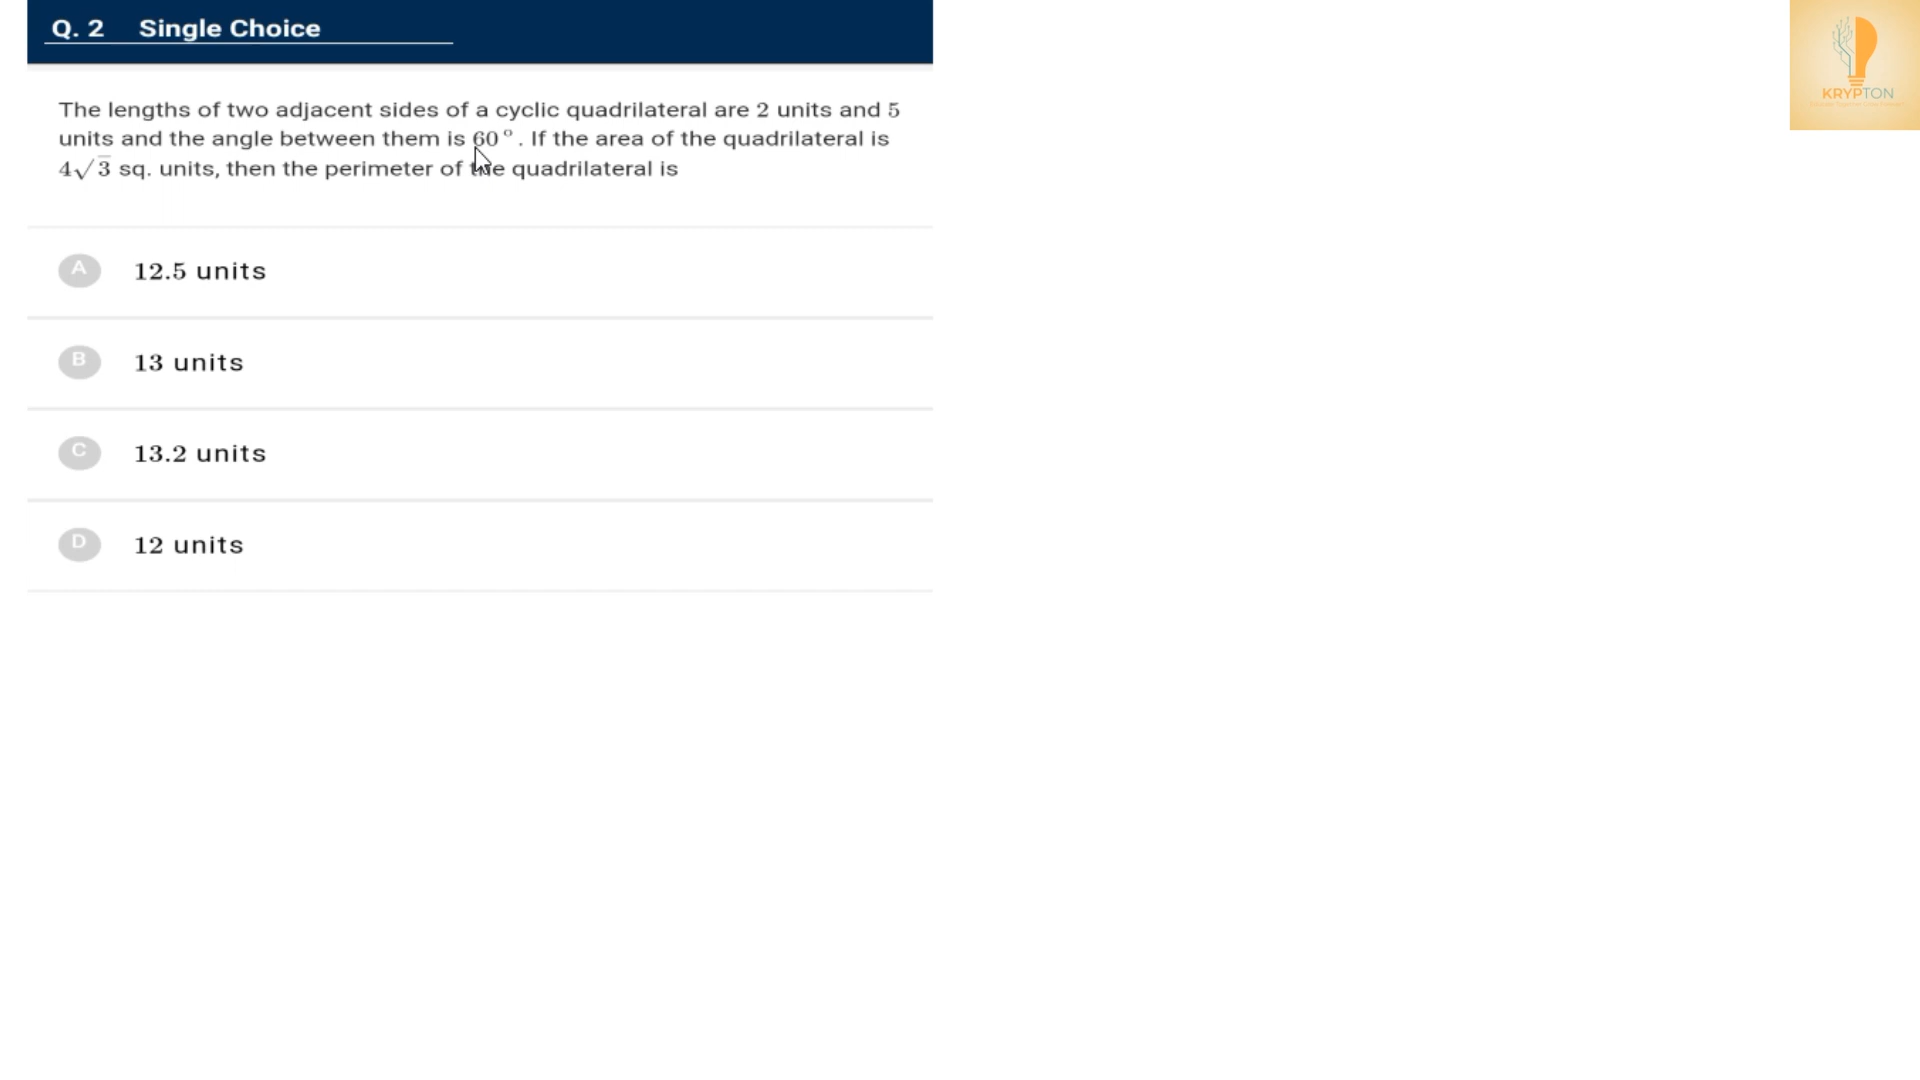 Q. 2 Single Choice
The lengths of two adjacent sides of a cyclic quadrilateral are 2 units and 5
units and the angle between them is 60°. If the area of the quadrilateral is
4√3 sq. units, then the perimeter of the quadrilateral is
A 12.5 units
B 13 units
C 13.2 units
D 12 units
KRYPTON